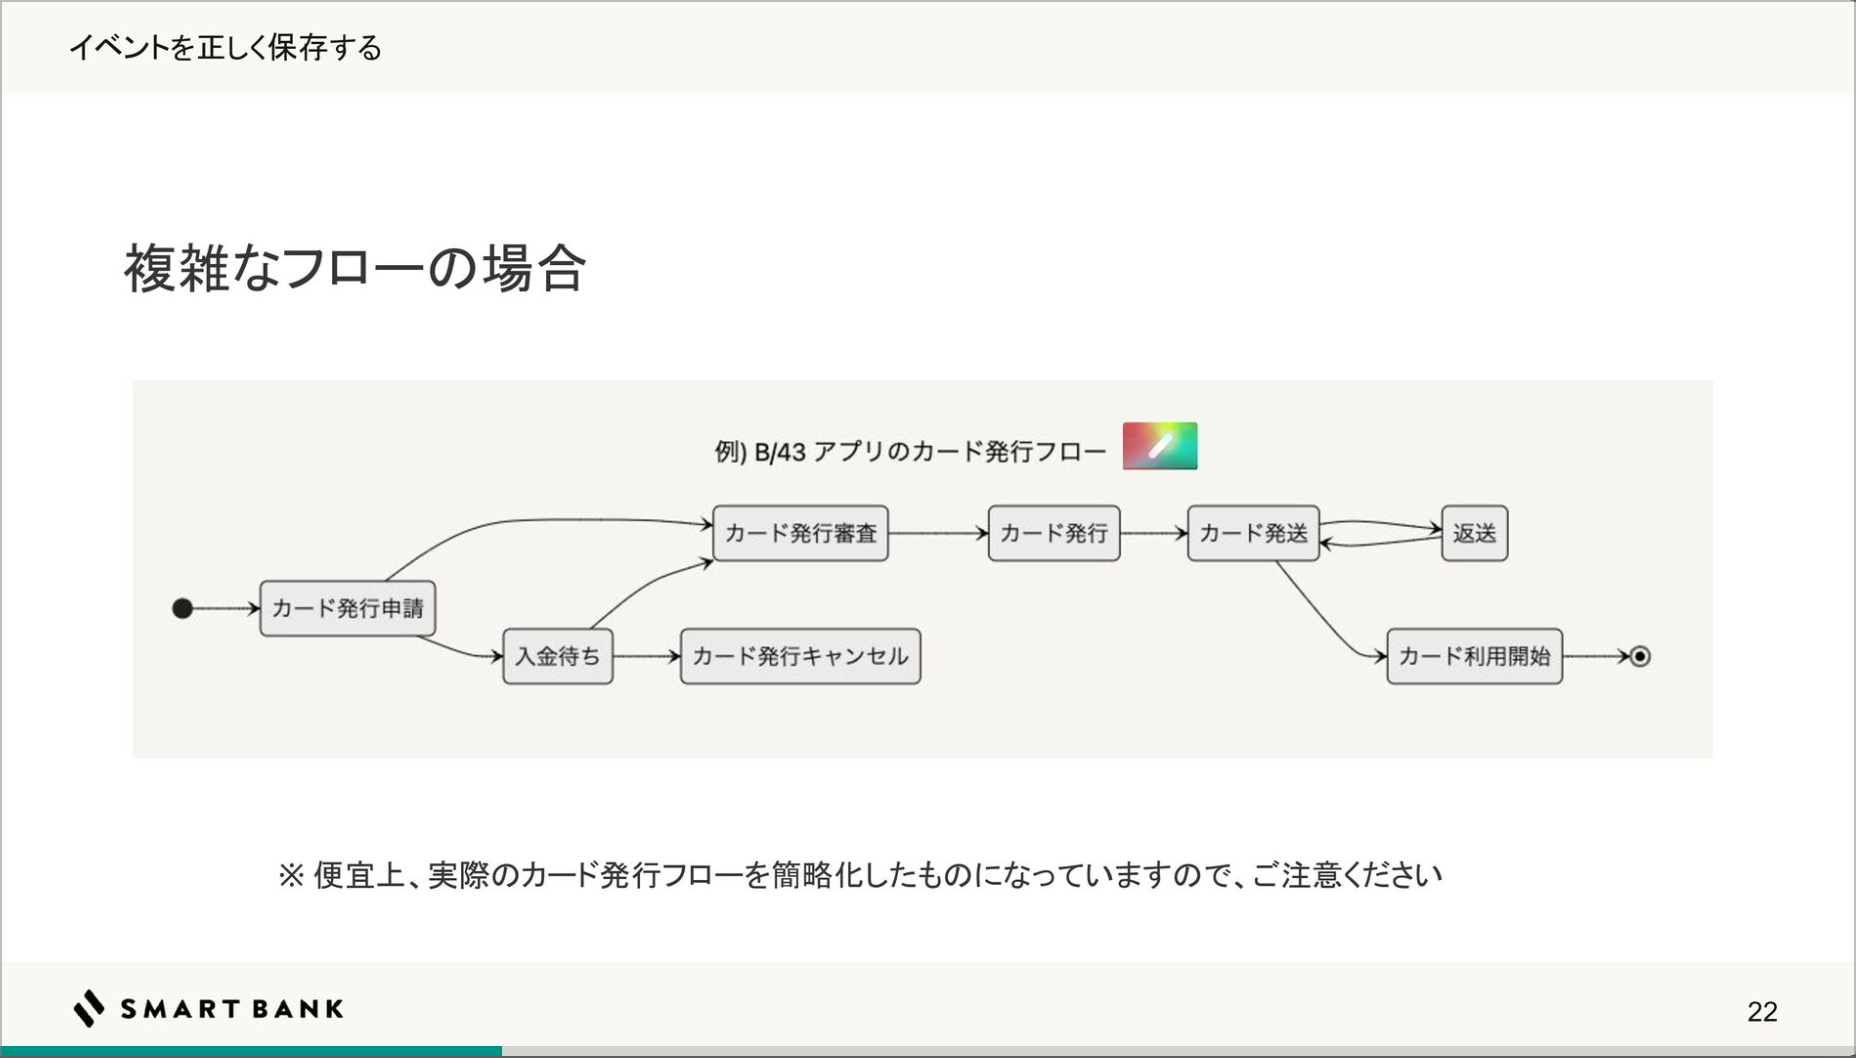 イベントを正しく保存する
複雑なフローの場合
例) B/43 アプリのカード発行フロー
カード発行審査
カード発行
カード発送
返送
カード発行申請
入金待ち
カード発行キャンセル
カード利用開始
※ 便宜上、実際のカード発行フローを簡略化したものになっていますので、ご注意ください
SMART BANK
22